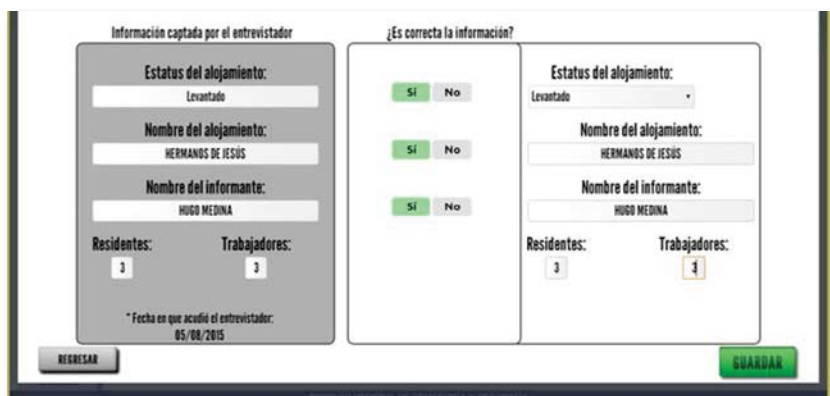 Información captada por el entrevistador
¿Es correcta la información?
Estatus del alojamiento:
Levantado
Nombre del alojamiento:
HERMANOS DE JESÚS
Nombre del informante:
HUGO MEDINA
Residentes: Trabajadores:
3 3
* Fecha en que acudió el entrevistador:
05/08/2015
Sí No
Sí No
Sí No
Estatus del alojamiento:
Levantado
Nombre del alojamiento:
HERMANOS DE JESÚS
Nombre del informante:
HUGO MEDINA
Residentes: Trabajadores:
3 3
REGRESAR
GUARDAR